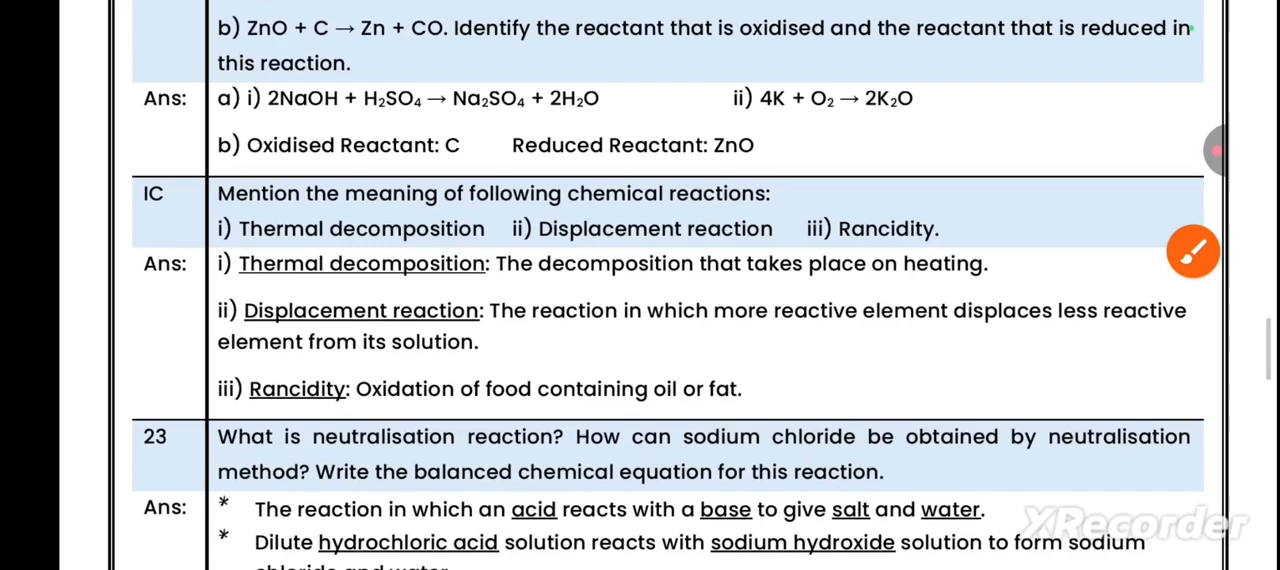 b) ZnO + C → Zn + CO. Identify the reactant that is oxidised and the reactant that is reduced in
this reaction.
Ans: a) i) 2NaOH + H₂SO₄ → Na₂SO₄ + 2H₂O ii) 4K + O₂ → 2K₂O
b) Oxidised Reactant: C Reduced Reactant: ZnO
IC Mention the meaning of following chemical reactions:
i) Thermal decomposition ii) Displacement reaction iii) Rancidity.
Ans: i) Thermal decomposition: The decomposition that takes place on heating.
ii) Displacement reaction: The reaction in which more reactive element displaces less reactive
element from its solution.
iii) Rancidity: Oxidation of food containing oil or fat.
23 What is neutralisation reaction? How can sodium chloride be obtained by neutralisation
method? Write the balanced chemical equation for this reaction.
Ans: * The reaction in which an acid reacts with a base to give salt and water.
XRecorder
* Dilute hydrochloric acid solution reacts with sodium hydroxide solution to form sodium
chloride and water